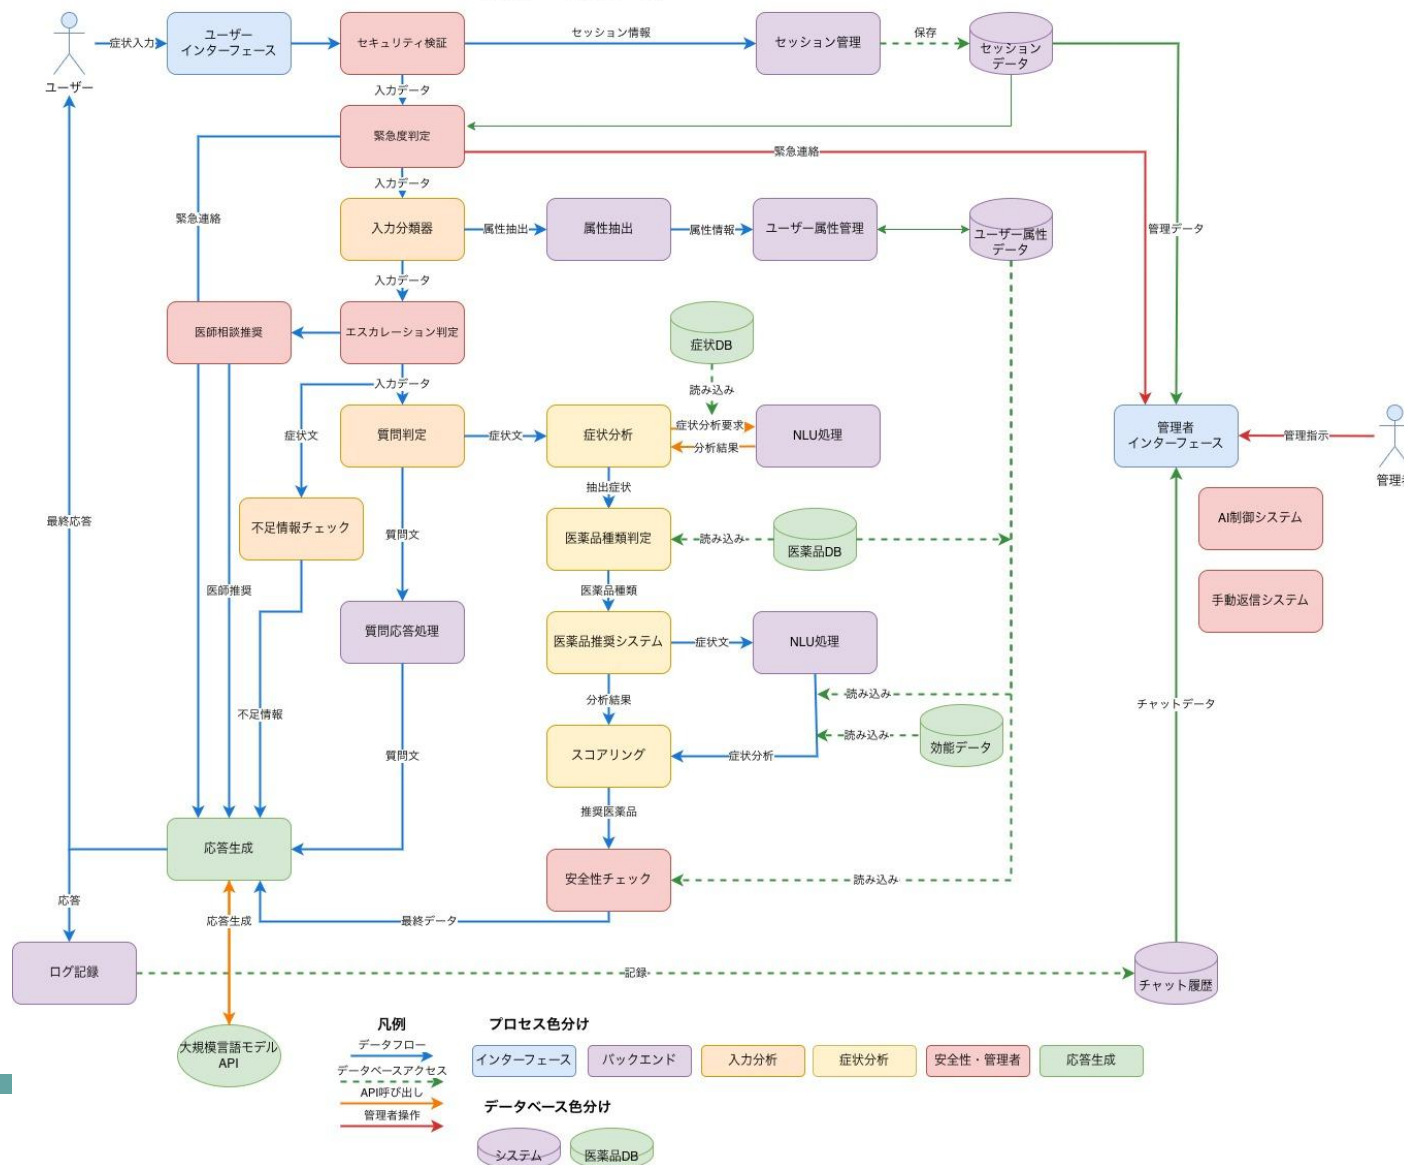 症状入力
ユーザー
インターフェース
セキュリティ検証
セッション情報
セッション管理
保存
セッション
データ
ユーザー
入力データ
緊急度判定
緊急連絡
入力データ
緊急連絡
入力分類器
属性抽出
属性抽出
属性情報
ユーザー属性管理
ユーザー属性
データ
管理データ
入力データ
医師相談推奨
エスカレーション判定
症状DB
入力データ
読み込み
症状文
質問判定
症状文
症状分析
症状分析要求
分析結果
NLU処理
管理者
インターフェース
管理指示
抽出症状
最終応答
不足情報チェック
質問文
医薬品種類判定
読み込み
医薬品DB
AI制御システム
医師推奨
医薬品種類
手動返信システム
質問応答処理
医薬品推奨システム
症状文
NLU処理
読み込み
分析結果
不足情報
チャットデータ
読み込み
効能データ
質問文
スコアリング
症状分析
推奨医薬品
応答生成
安全性チェック
読み込み
応答
応答生成
最終データ
ログ記録
記録
チャット履歴
大規模言語モデル
API
凡例
データフロー
データベースアクセス
API呼び出し
管理者操作
プロセス色分け
インターフェース
バックエンド
入力分析
症状分析
安全性・管理者
応答生成
データベース色分け
システム
医薬品DB